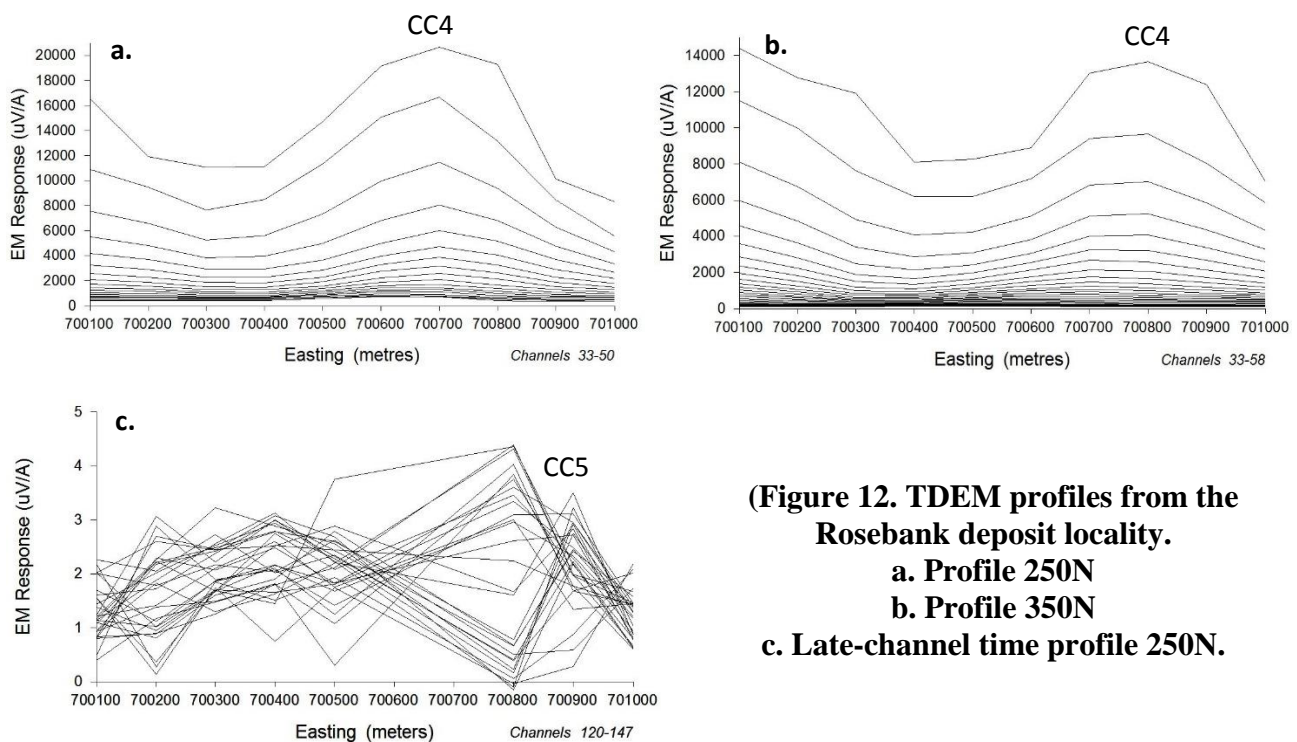 a.
CC4
EM Response (uV/A)
20000
18000
16000
14000
12000
10000
8000
6000
4000
2000
0
700100 700200 700300 700400 700500 700600 700700 700800 700900 701000
Easting (metres)
Channels 33-50
b.
CC4
EM Response (uV/A)
14000
12000
10000
8000
6000
4000
2000
0
700100 700200 700300 700400 700500 700600 700700 700800 700900 701000
Easting (metres)
Channels 33-58
c.
CC5
EM Response (uV/A)
5
4
3
2
1
0
700100 700200 700300 700400 700500 700600 700700 700800 700900 701000
Easting (meters)
Channels 120-147
(Figure 12. TDEM profiles from the
Rosebank deposit locality.
a. Profile 250N
b. Profile 350N
c. Late-channel time profile 250N.